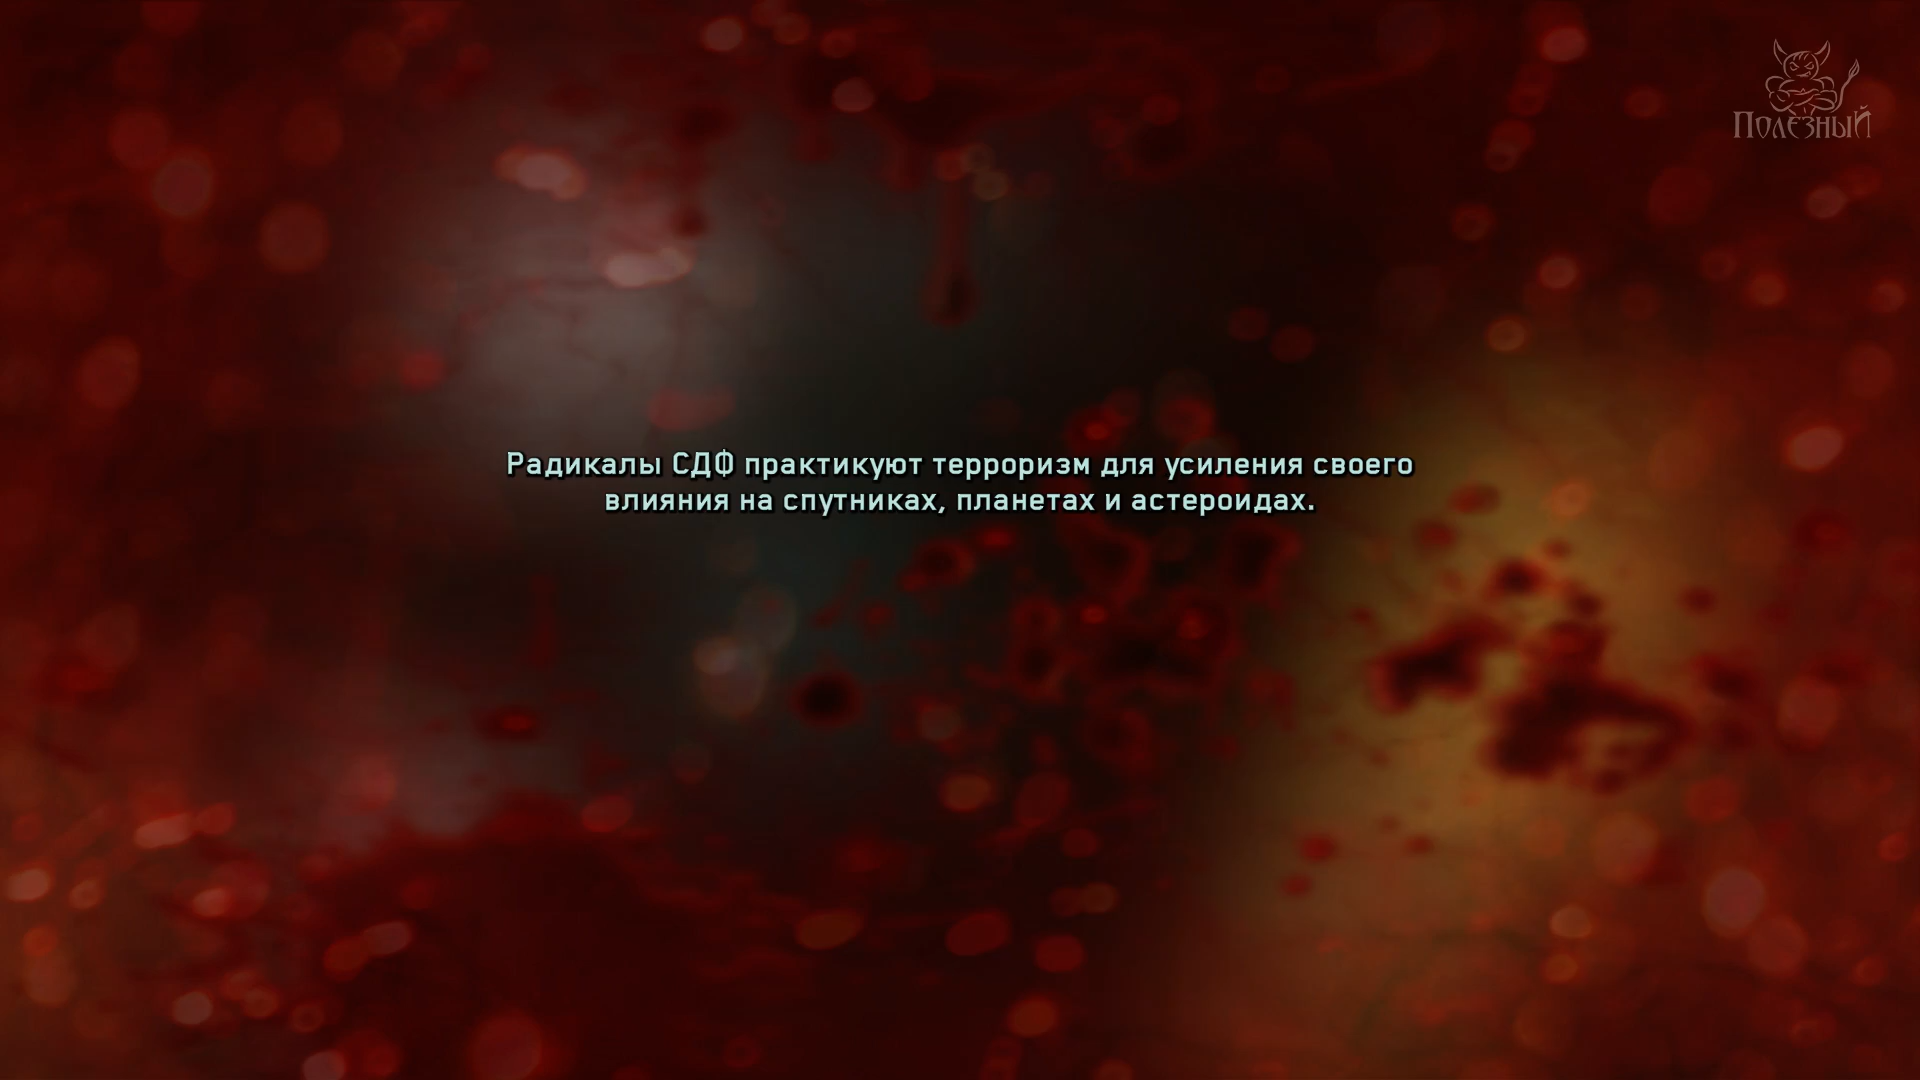 Полезный
Радикалы СДФ практикуют терроризм для усиления своего
влияния на спутниках, планетах и астероидах.